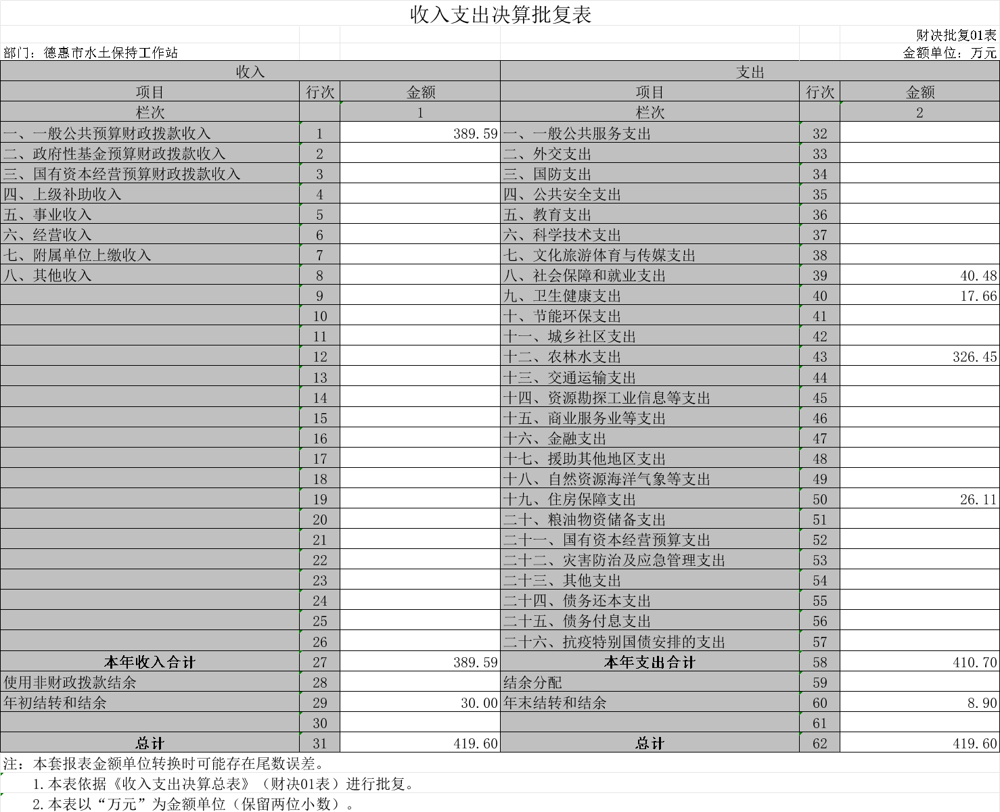 收入支出决算批复表
财决批复01表
部门：德惠市水土保持工作站 金额单位：万元
收入 支出
项目 行次 金额 项目 行次 金额
栏次 1 栏次 2
一、一般公共预算财政拨款收入 1 389.59 一、一般公共服务支出 32
二、政府性基金预算财政拨款收入 2 二、外交支出 33
三、国有资本经营预算财政拨款收入 3 三、国防支出 34
四、上级补助收入 4 四、公共安全支出 35
五、事业收入 5 五、教育支出 36
六、经营收入 6 六、科学技术支出 37
七、附属单位上缴收入 7 七、文化旅游体育与传媒支出 38
八、其他收入 8 八、社会保障和就业支出 39 40.48
9 九、卫生健康支出 40 17.66
10 十、节能环保支出 41
11 十一、城乡社区支出 42
12 十二、农林水支出 43 326.45
13 十三、交通运输支出 44
14 十四、资源勘探工业信息等支出 45
15 十五、商业服务业等支出 46
16 十六、金融支出 47
17 十七、援助其他地区支出 48
18 十八、自然资源海洋气象等支出 49
19 十九、住房保障支出 50 26.11
20 二十、粮油物资储备支出 51
21 二十一、国有资本经营预算支出 52
22 二十二、灾害防治及应急管理支出 53
23 二十三、其他支出 54
24 二十四、债务还本支出 55
25 二十五、债务付息支出 56
26 二十六、抗疫特别国债安排的支出 57
本年收入合计 27 389.59 本年支出合计 58 410.70
使用非财政拨款结余 28 结余分配 59
年初结转和结余 29 30.00 年末结转和结余 60 8.90
30 61
总计 31 419.60 总计 62 419.60
注：本套报表金额单位转换时可能存在尾数误差。
1.本表依据《收入支出决算总表》（财决01表）进行批复。
2.本表以“万元”为金额单位（保留两位小数）。